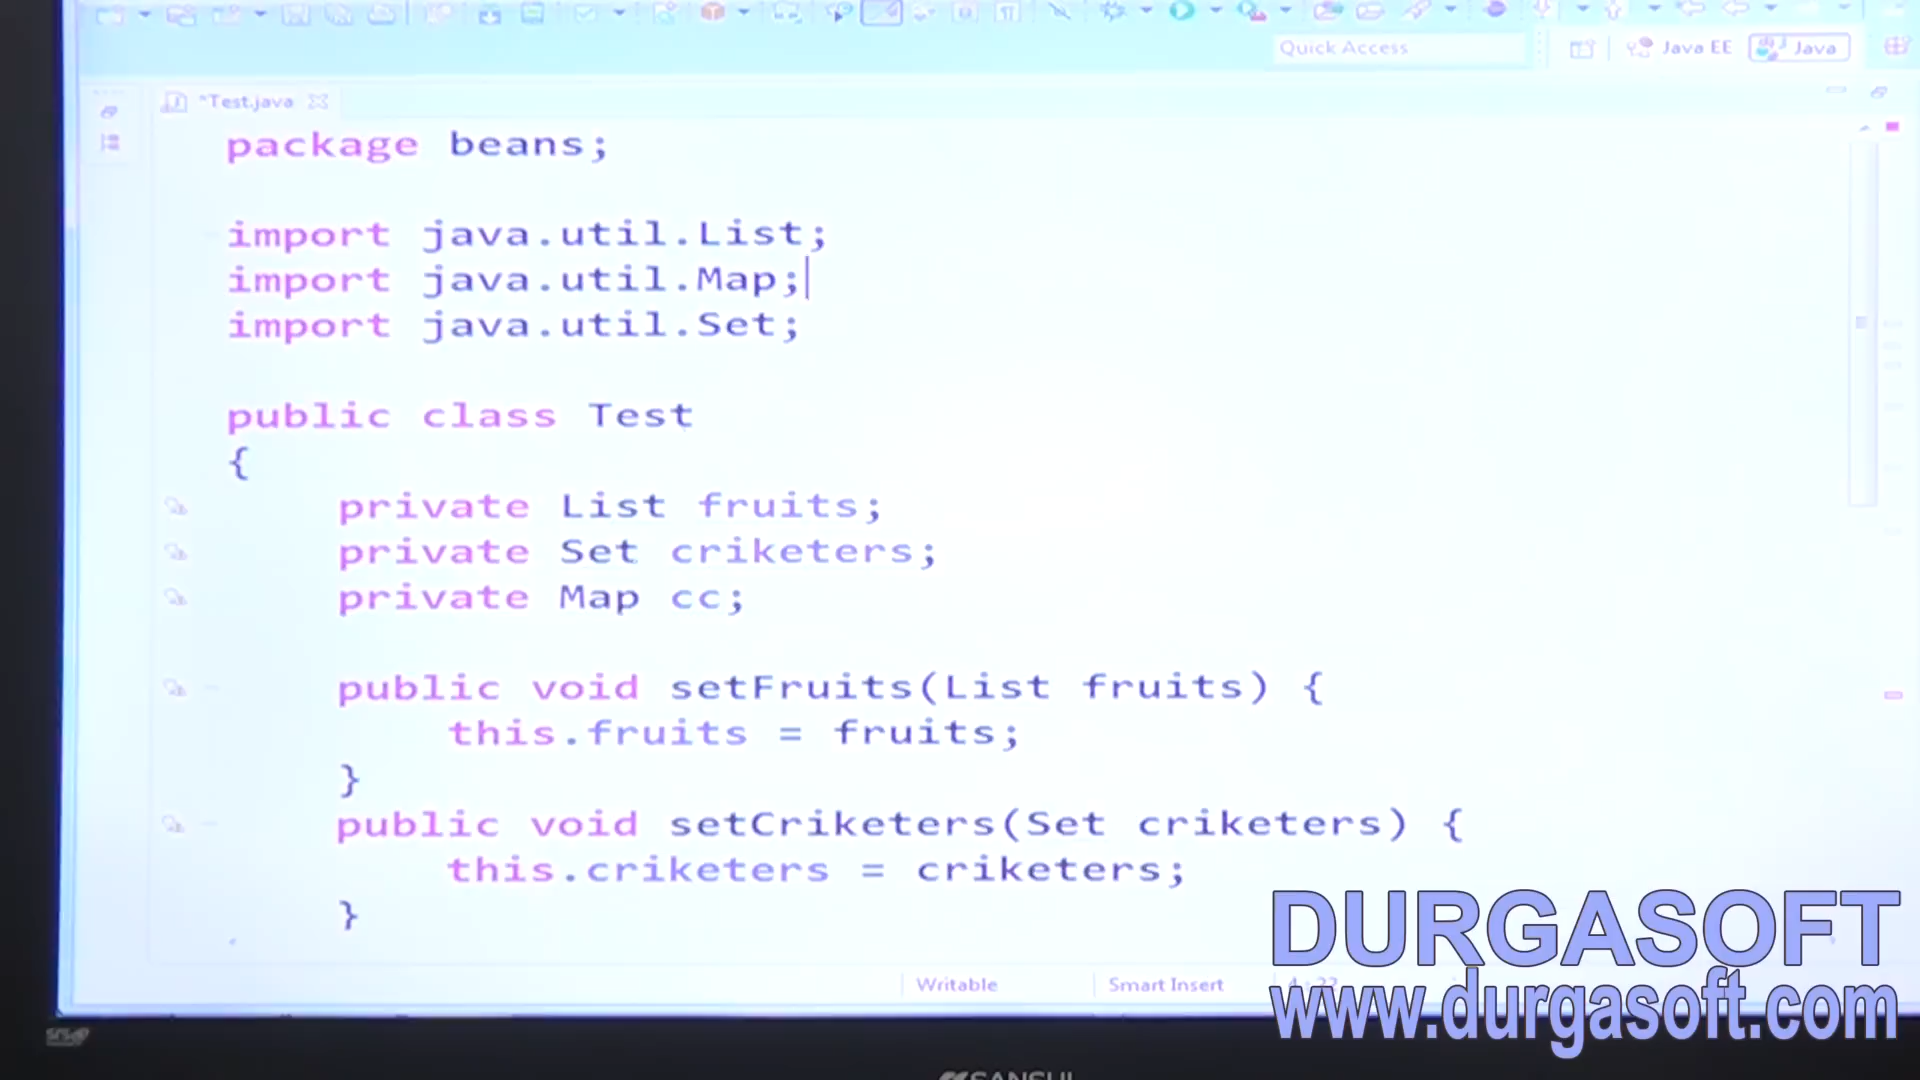 Quick Access
Java EE
Java
*Test.java
package beans;
import java.util.List;
import java.util.Map;
import java.util.Set;
public class Test
{
private List fruits;
private Set criketers;
private Map cc;
public void setFruits(List fruits) {
this.fruits = fruits;
}
public void setCriketers(Set criketers) {
this.criketers = criketers;
}
Writable
Smart Insert
DURGASOFT
www.durgasoft.com
SANSUI